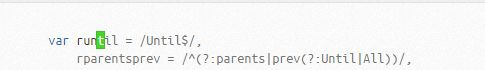 var runtil = /Until$/,
rparentsprev = /^(?:parents|prev(?:Until|All))/,